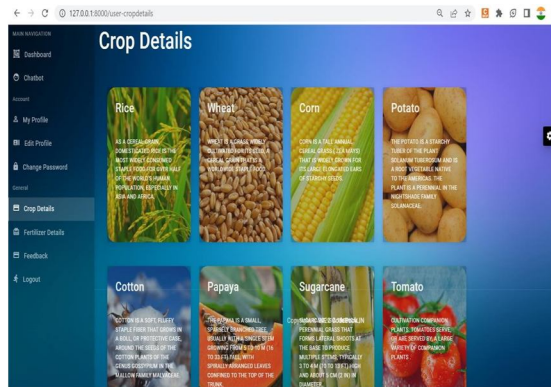 127.0.0.1:8000/user-cropdetails
MAIN NAVIGATION
Dashboard
Chatbot
Account
My Profile
Edit Profile
Change Password
General
Crop Details
Fertilizer Details
Feedback
Logout
Crop Details
Rice
AS A CEREAL GRAIN,
DOMESTICATED RICE IS THE
MOST WIDELY CONSUMED
STAPLE FOOD FOR OVER HALF
OF THE WORLD'S HUMAN
POPULATION, ESPECIALLY IN
ASIA AND AFRICA.
Wheat
WHEAT IS A GRASS WIDELY
CULTIVATED FOR ITS SEED, A
CEREAL GRAIN THAT IS A
WORLDWIDE STAPLE FOOD.
Corn
CORN IS A TALL ANNUAL
CEREAL GRASS (ZEA MAYS)
THAT IS WIDELY GROWN FOR
ITS LARGE ELONGATED EARS
OF STARCHY SEEDS.
Potato
THE POTATO IS A STARCHY
TUBER OF THE PLANT
SOLANUM TUBEROSUM AND IS
A ROOT VEGETABLE NATIVE
TO THE AMERICAS. THE
PLANT IS A PERENNIAL IN THE
NIGHTSHADE FAMILY
SOLANACEAE.
Cotton
COTTON IS A SOFT, FLUFFY
STAPLE FIBER THAT GROWS IN
A BOLL, OR PROTECTIVE CASE,
AROUND THE SEEDS OF THE
COTTON PLANTS OF THE
GENUS GOSSYPIUM IN THE
MALLOW FAMILY MALVACEAE.
Papaya
THE PAPAYA IS A SMALL,
SPARSELY BRANCHED TREE,
USUALLY WITH A SINGLE STEM
GROWING FROM 5 TO 10 M (16
TO 33 FT) TALL, WITH
SPIRALLY ARRANGED LEAVES
CONFINED TO THE TOP OF THE
TRUNK.
Sugarcane
PERENNIAL GRASS THAT
FORMS LATERAL SHOOTS AT
THE BASE TO PRODUCE
MULTIPLE STEMS, TYPICALLY
3 TO 4 M (10 TO 13 FT) HIGH
AND ABOUT 5 CM (2 IN) IN
DIAMETER.
Tomato
CULTIVATION COMPANION
PLANTS. TOMATOES SERVE,
OR ARE SERVED BY, A LARGE
VARIETY OF COMPANION
PLANTS.